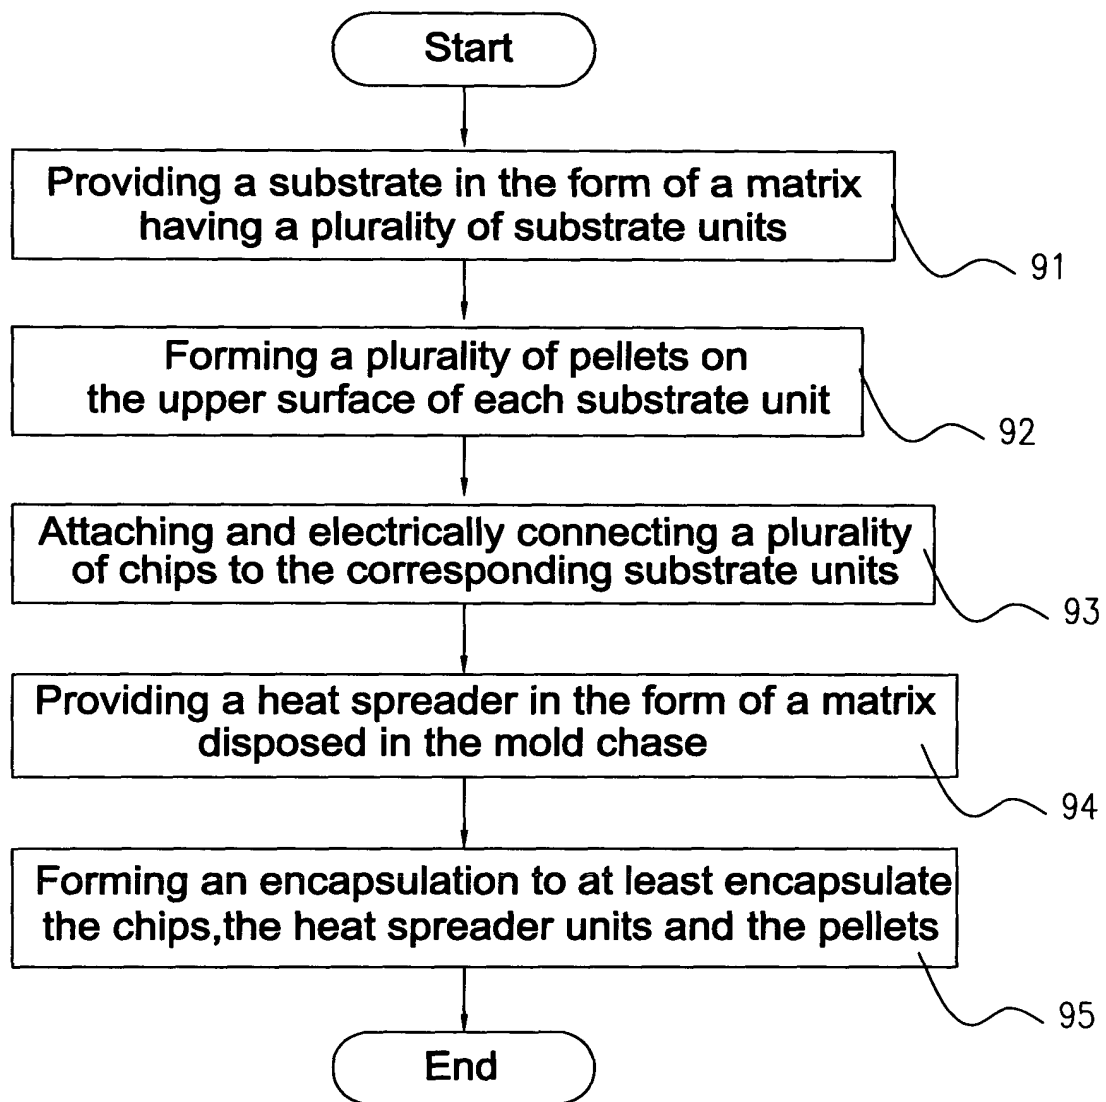 Start
Providing a substrate in the form of a matrix
having a plurality of substrate units
91
Forming a plurality of pellets on
the upper surface of each substrate unit
92
Attaching and electrically connecting a plurality
of chips to the corresponding substrate units
93
Providing a heat spreader in the form of a matrix
disposed in the mold chase
94
Forming an encapsulation to at least encapsulate
the chips,the heat spreader units and the pellets
95
End